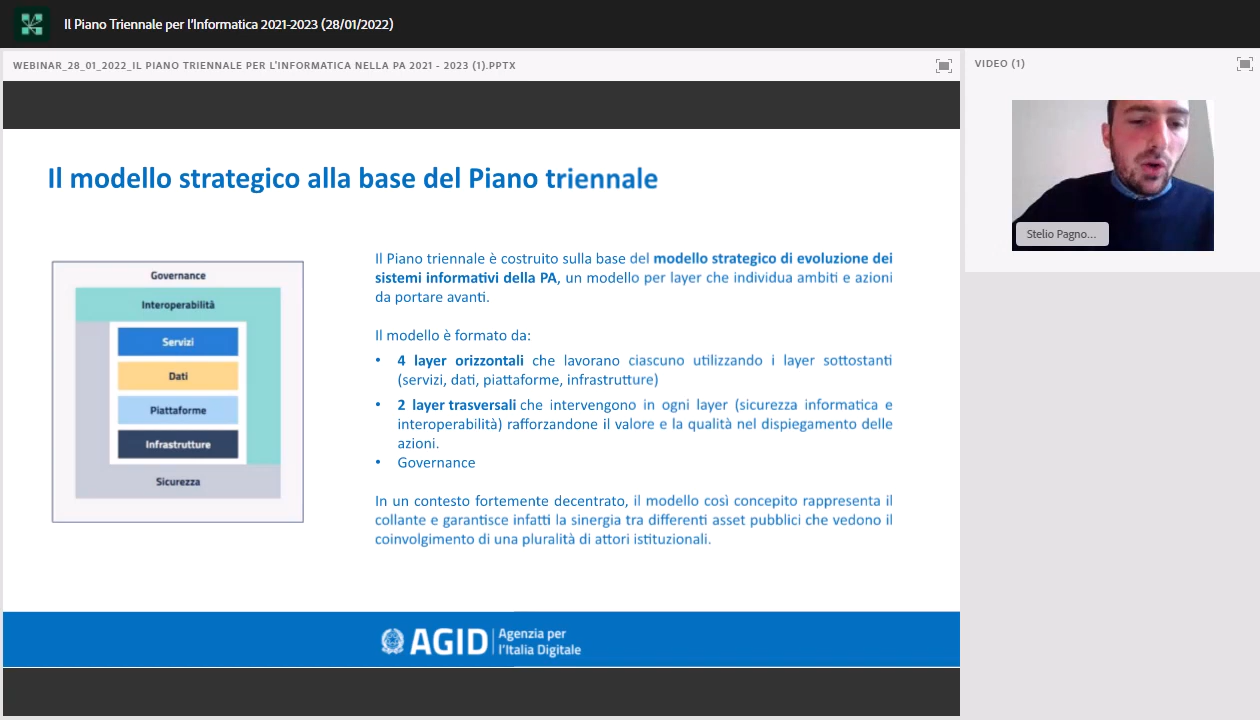 Il Piano Triennale per l'Informatica 2021-2023 (28/01/2022)
WEBINAR_28_01_2022_IL PIANO TRIENNALE PER L'INFORMATICA NELLA PA 2021 - 2023 (1).PPTX
VIDEO (1)
Stelio Pagno...
Il modello strategico alla base del Piano triennale
Governance
Interoperabilità
Servizi
Dati
Piattaforme
Infrastrutture
Sicurezza
Il Piano triennale è costruito sulla base del modello strategico di evoluzione dei
sistemi informativi della PA, un modello per layer che individua ambiti e azioni
da portare avanti.
Il modello è formato da:
• 4 layer orizzontali che lavorano ciascuno utilizzando i layer sottostanti
(servizi, dati, piattaforme, infrastrutture)
• 2 layer trasversali che intervengono in ogni layer (sicurezza informatica e
interoperabilità) rafforzandone il valore e la qualità nel dispiegamento delle
azioni.
• Governance
In un contesto fortemente decentrato, il modello così concepito rappresenta il
collante e garantisce infatti la sinergia tra differenti asset pubblici che vedono il
coinvolgimento di una pluralità di attori istituzionali.
AGID
Agenzia per
l'Italia Digitale